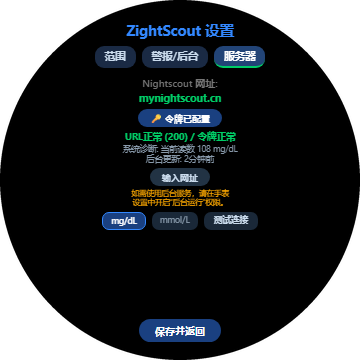 ZightScout 设置
范围 警报/后台 服务器
Nightscout 网址:
mynightscout.cn
🔑 令牌已配置
URL正常 (200) / 令牌正常
系统诊断: 当前读数 108 mg/dL
后台更新: 2分钟前
输入网址
如需使用后台服务，请在手表
设置中开启"后台运行"权限。
mg/dL mmol/L 测试连接
保存并返回